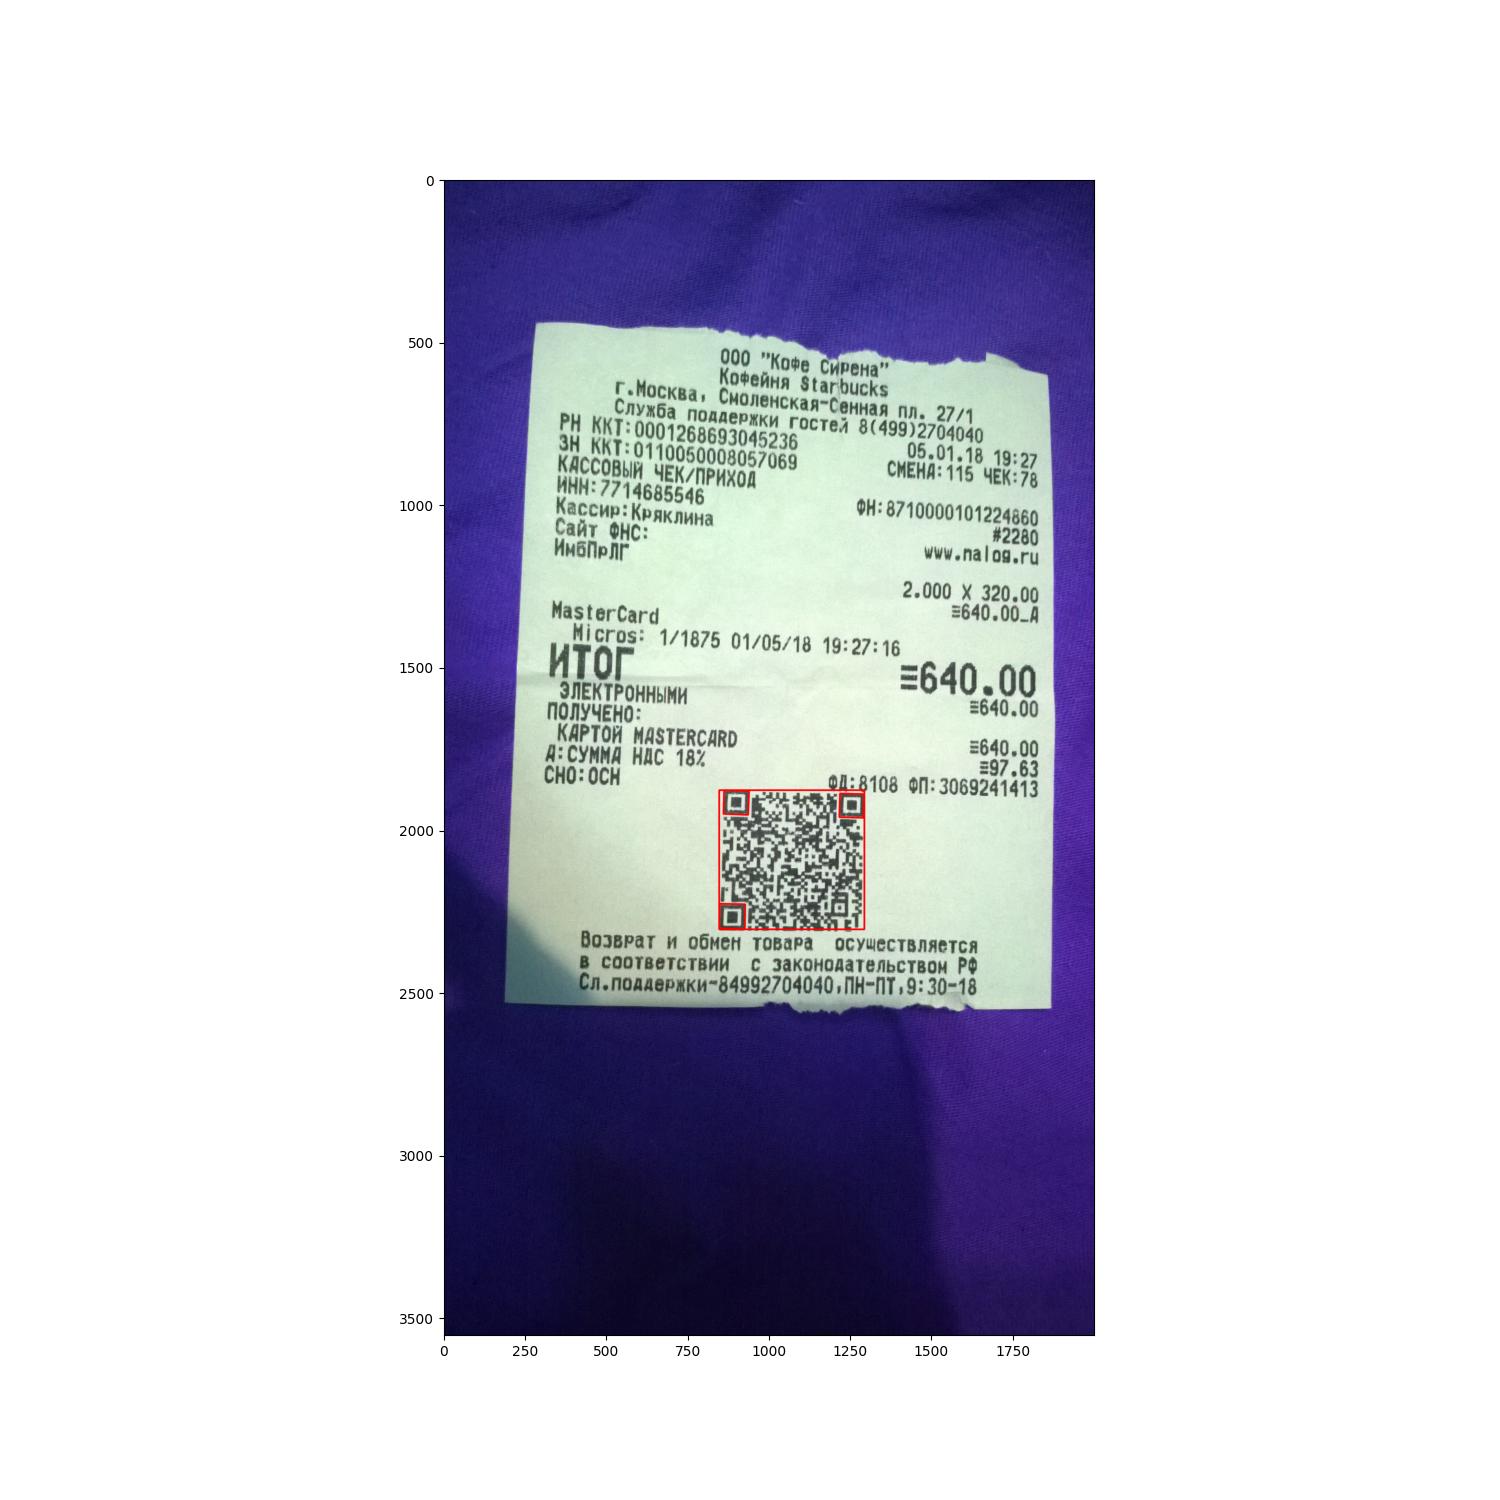 ООО "Кофе Сирена"
Кофейня Starbucks
г.Москва, Смоленская-Сенная пл. 27/1
Служба поддержки гостей 8(499)2704040
РН ККТ:0001268693045236 05.01.18 19:27
ЗН ККТ:0110050008057069 СМЕНА:115 ЧЕК:78
КАССОВЫЙ ЧЕК/ПРИХОД
ИНН:7714685546 ФН:8710000101224860
Кассир:Кряклина #2280
Сайт ФНС: www.nalog.ru
ИмбПрЛГ
2.000 X 320.00
≡640.00_А
MasterCard
Micros: 1/1875 01/05/18 19:27:16
ИТОГ ≡640.00
ЭЛЕКТРОННЫМИ ≡640.00
ПОЛУЧЕНО:
КАРТОЙ MASTERCARD ≡640.00
А:СУММА НДС 18% ≡97.63
СНО:ОСН ФД:8108 ФП:3069241413
Возврат и обмен товара осуществляется
в соответствии с законодательством РФ
Сл.поддержки-84992704040,ПН-ПТ,9:30-18
0
500
1000
1500
2000
2500
3000
3500
0 250 500 750 1000 1250 1500 1750